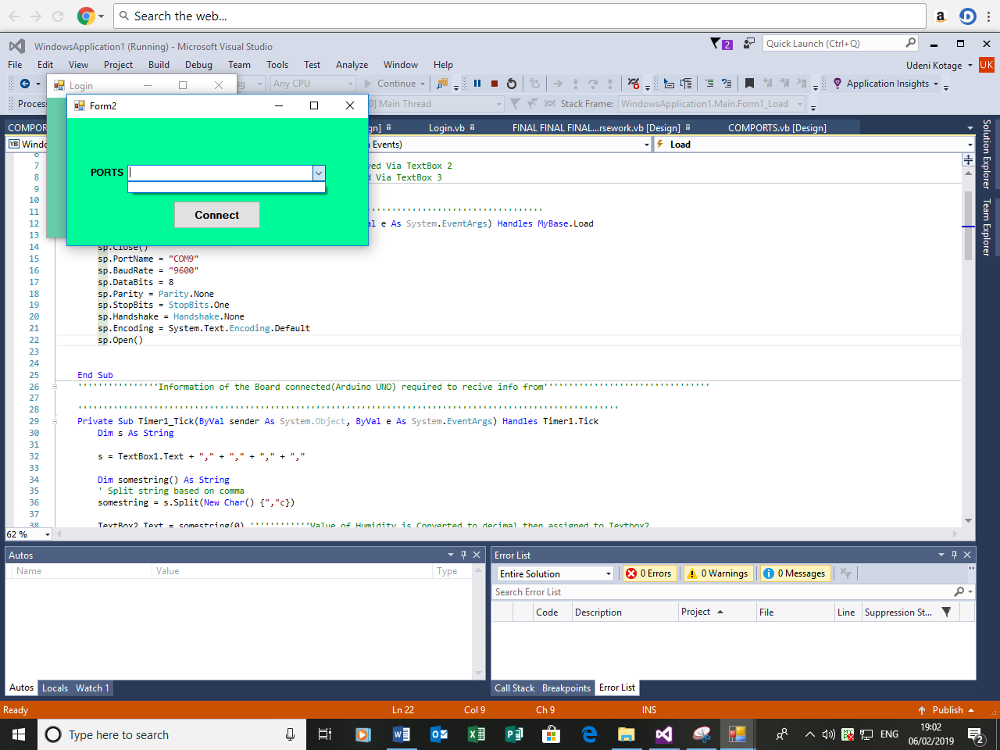 Search the web...
WindowsApplication1 (Running) - Microsoft Visual Studio
2
Quick Launch (Ctrl+Q)
File Edit View Project Build Debug Team Tools Test Analyze Window Help
Udeni Kotage
UK
Login
Any CPU
Continue
Application Insights
Process
Form2
Main Thread
Stack Frame:
WindowsApplication1.Main.Form1_Load
Login.vb
FINAL FINAL FINAL...rsework.vb [Design]
COMPORTS.vb [Design]
Events)
Load
PORTS
Connect
Solution Explorer
Team Explorer
6
7 ved Via TextBox 2
8 d Via TextBox 3
9
10
11 '''''''''''''''''''''''''''''''''''
12 al e As System.EventArgs) Handles MyBase.Load
13
14 sp.Close()
15 sp.PortName = "COM9"
16 sp.BaudRate = "9600"
17 sp.DataBits = 8
18 sp.Parity = Parity.None
19 sp.StopBits = StopBits.One
20 sp.Handshake = Handshake.None
21 sp.Encoding = System.Text.Encoding.Default
22 sp.Open()
23
24
25 End Sub
26 ''''''''''''''''Information of the Board connected(Arduino UNO) required to recive info from'''''''''''''''''''''''''''''''''
27
28 '''''''''''''''''''''''''''''''''''''''''''''''''''''''''''''''''''''''''''''''''''''''''''''''''''''''''''
29 Private Sub Timer1_Tick(ByVal sender As System.Object, ByVal e As System.EventArgs) Handles Timer1.Tick
30 Dim s As String
31
32 s = TextBox1.Text + "," + "," + "," + ","
33
34 Dim somestring() As String
35 ' Split string based on comma
36 somestring = s.Split(New Char() {","c})
37
38 TextBox2.Text = somestring(0) ''''''''''''Value of Humidity is Converted to decimal then assigned to Textbox2
62 %
Autos
Name Value Type
Error List
Entire Solution
0 Errors
0 Warnings
0 Messages
Search Error List
Code Description Project File Line Suppression St...
Autos Locals Watch 1
Call Stack Breakpoints Error List
Ready Ln 22 Col 9 Ch 9 INS Publish
Type here to search
ENG
19:02
06/02/2019
2